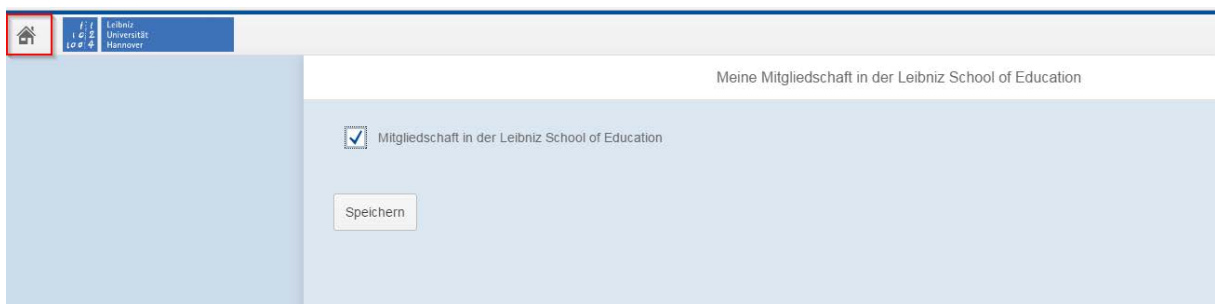 Leibniz
Universität
Hannover
Meine Mitgliedschaft in der Leibniz School of Education
Mitgliedschaft in der Leibniz School of Education
Speichern